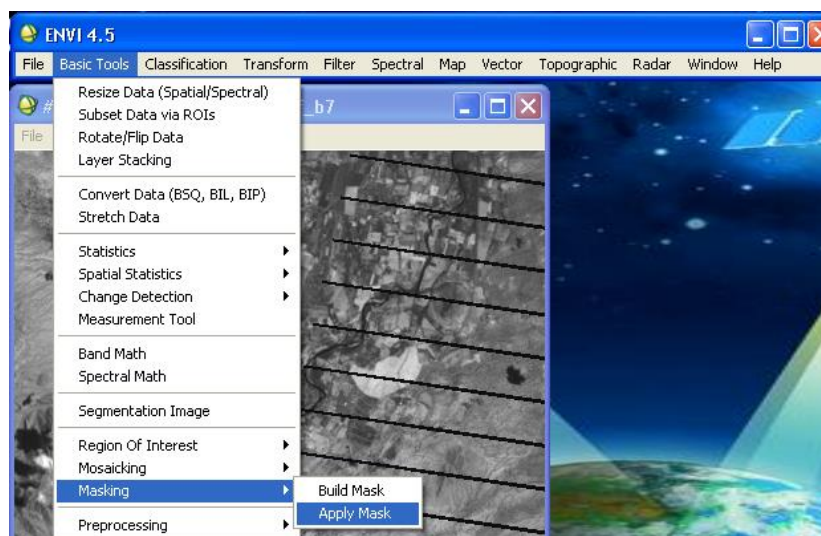 ENVI 4.5
File Basic Tools Classification Transform Filter Spectral Map Vector Topographic Radar Window Help
# _b7
File
Resize Data (Spatial/Spectral)
Subset Data via ROIs
Rotate/Flip Data
Layer Stacking
Convert Data (BSQ, BIL, BIP)
Stretch Data
Statistics
Spatial Statistics
Change Detection
Measurement Tool
Band Math
Spectral Math
Segmentation Image
Region Of Interest
Mosaicking
Masking
Build Mask
Apply Mask
Preprocessing